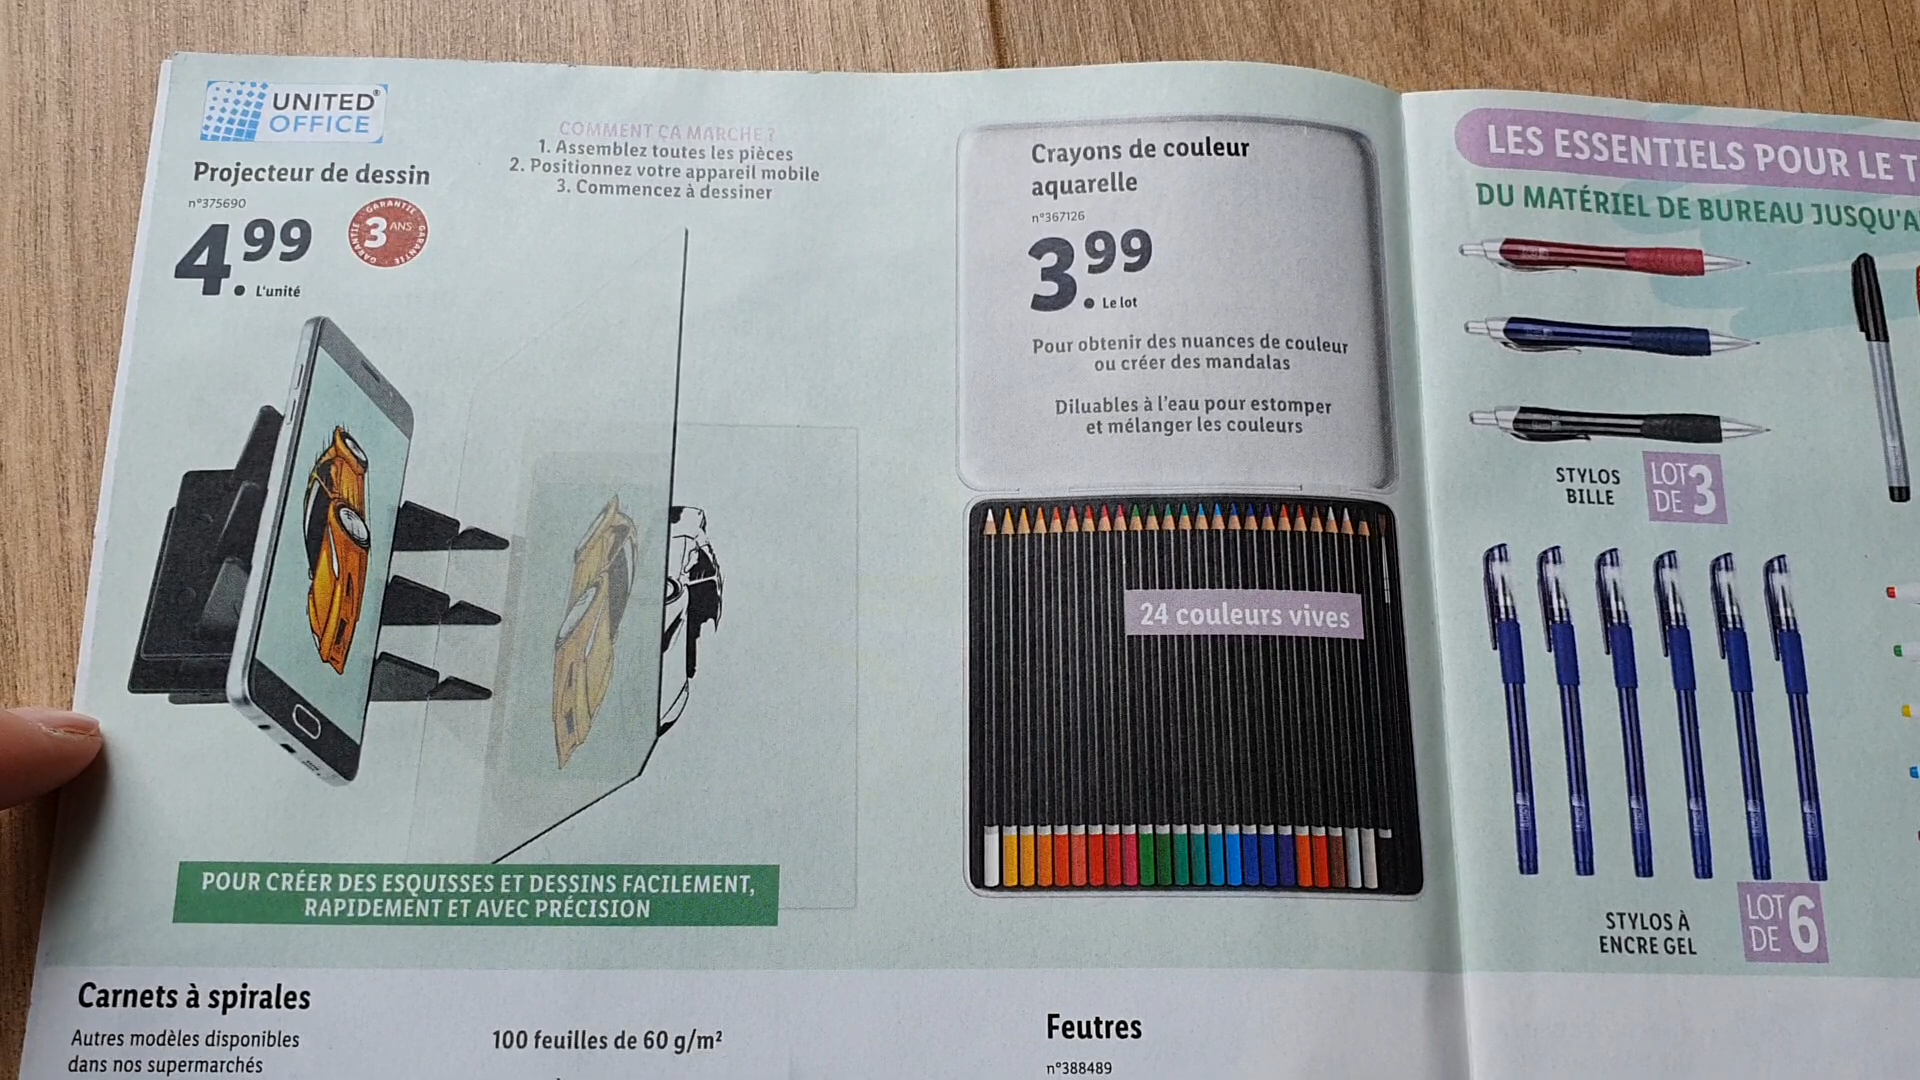 UNITED®
OFFICE
Projecteur de dessin
n°375690
4.99
• L'unité
GARANTIE
3 ANS
GARANTIE
GARANTIE
COMMENT ÇA MARCHE ?
1. Assemblez toutes les pièces
2. Positionnez votre appareil mobile
3. Commencez à dessiner
POUR CRÉER DES ESQUISSES ET DESSINS FACILEMENT,
RAPIDEMENT ET AVEC PRÉCISION
Crayons de couleur
aquarelle
n°367126
3.99
• Le lot
Pour obtenir des nuances de couleur
ou créer des mandalas
Diluables à l'eau pour estomper
et mélanger les couleurs
24 couleurs vives
Carnets à spirales
Autres modèles disponibles
dans nos supermarchés
100 feuilles de 60 g/m²
Feutres
n°388489
LES ESSENTIELS POUR LE
DU MATÉRIEL DE BUREAU
STYLOS
BILLE
LOT
DE 3
STYLOS À
ENCRE GEL
LOT
DE 6